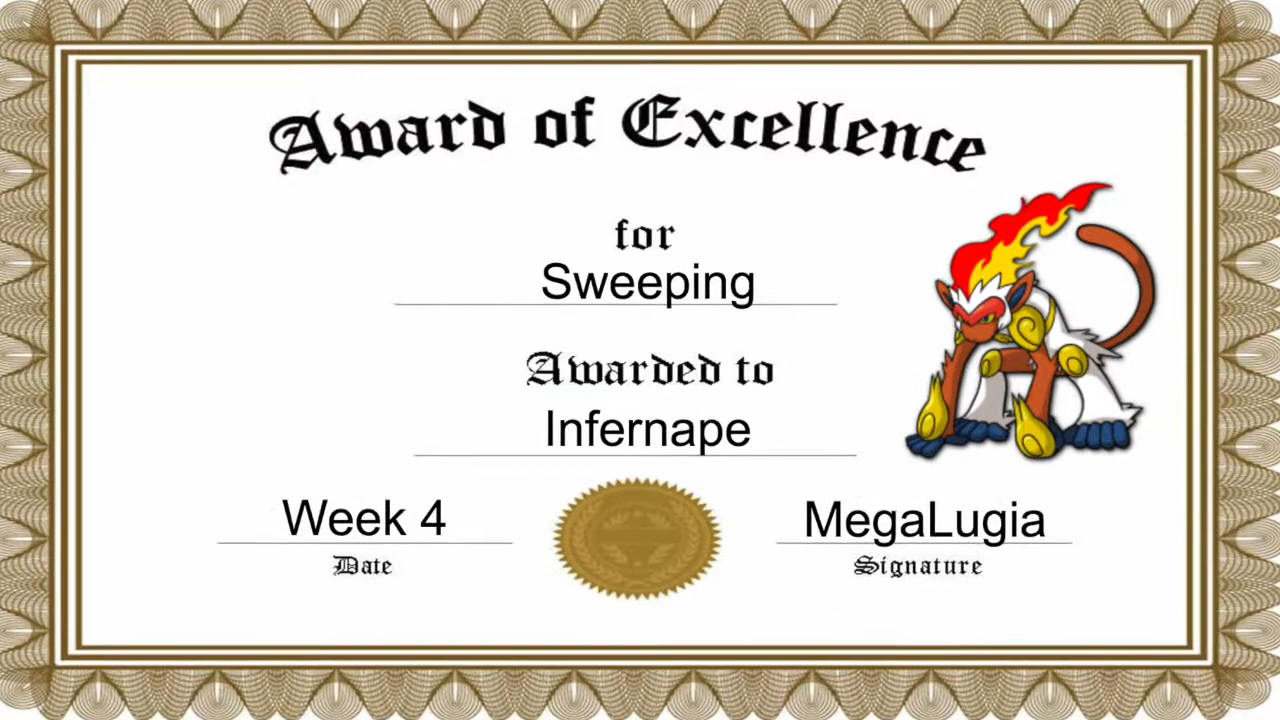 Award of Excellence
for
Sweeping
Awarded to
Infernape
Week 4
MegaLugia
Date
Signature